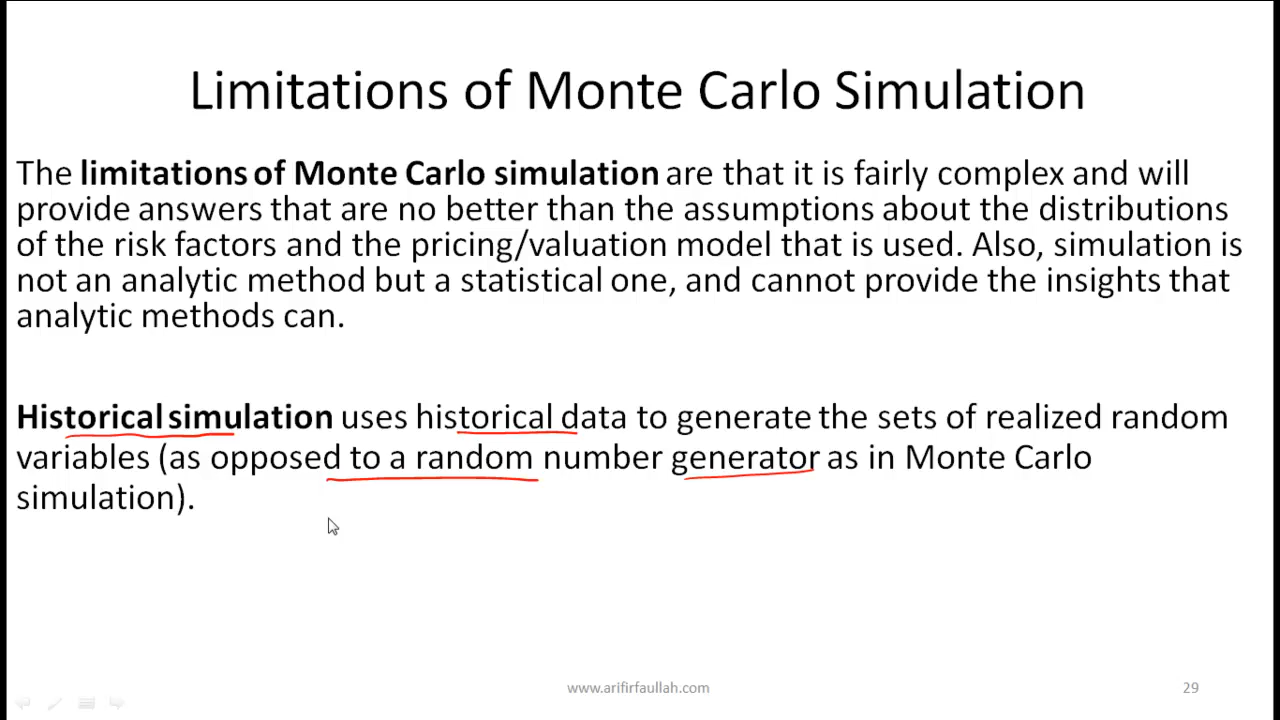 Limitations of Monte Carlo Simulation
The limitations of Monte Carlo simulation are that it is fairly complex and will
provide answers that are no better than the assumptions about the distributions
of the risk factors and the pricing/valuation model that is used. Also, simulation is
not an analytic method but a statistical one, and cannot provide the insights that
analytic methods can.
Historical simulation uses historical data to generate the sets of realized random
variables (as opposed to a random number generator as in Monte Carlo
simulation).
www.arifirfaullah.com
29